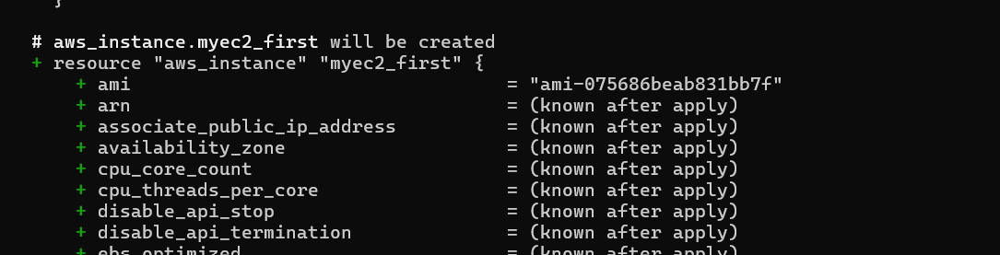 }
# aws_instance.myec2_first will be created
+ resource "aws_instance" "myec2_first" {
+ ami = "ami-075686beab831bb7f"
+ arn = (known after apply)
+ associate_public_ip_address = (known after apply)
+ availability_zone = (known after apply)
+ cpu_core_count = (known after apply)
+ cpu_threads_per_core = (known after apply)
+ disable_api_stop = (known after apply)
+ disable_api_termination = (known after apply)
+ ebs_optimized = (known after apply)